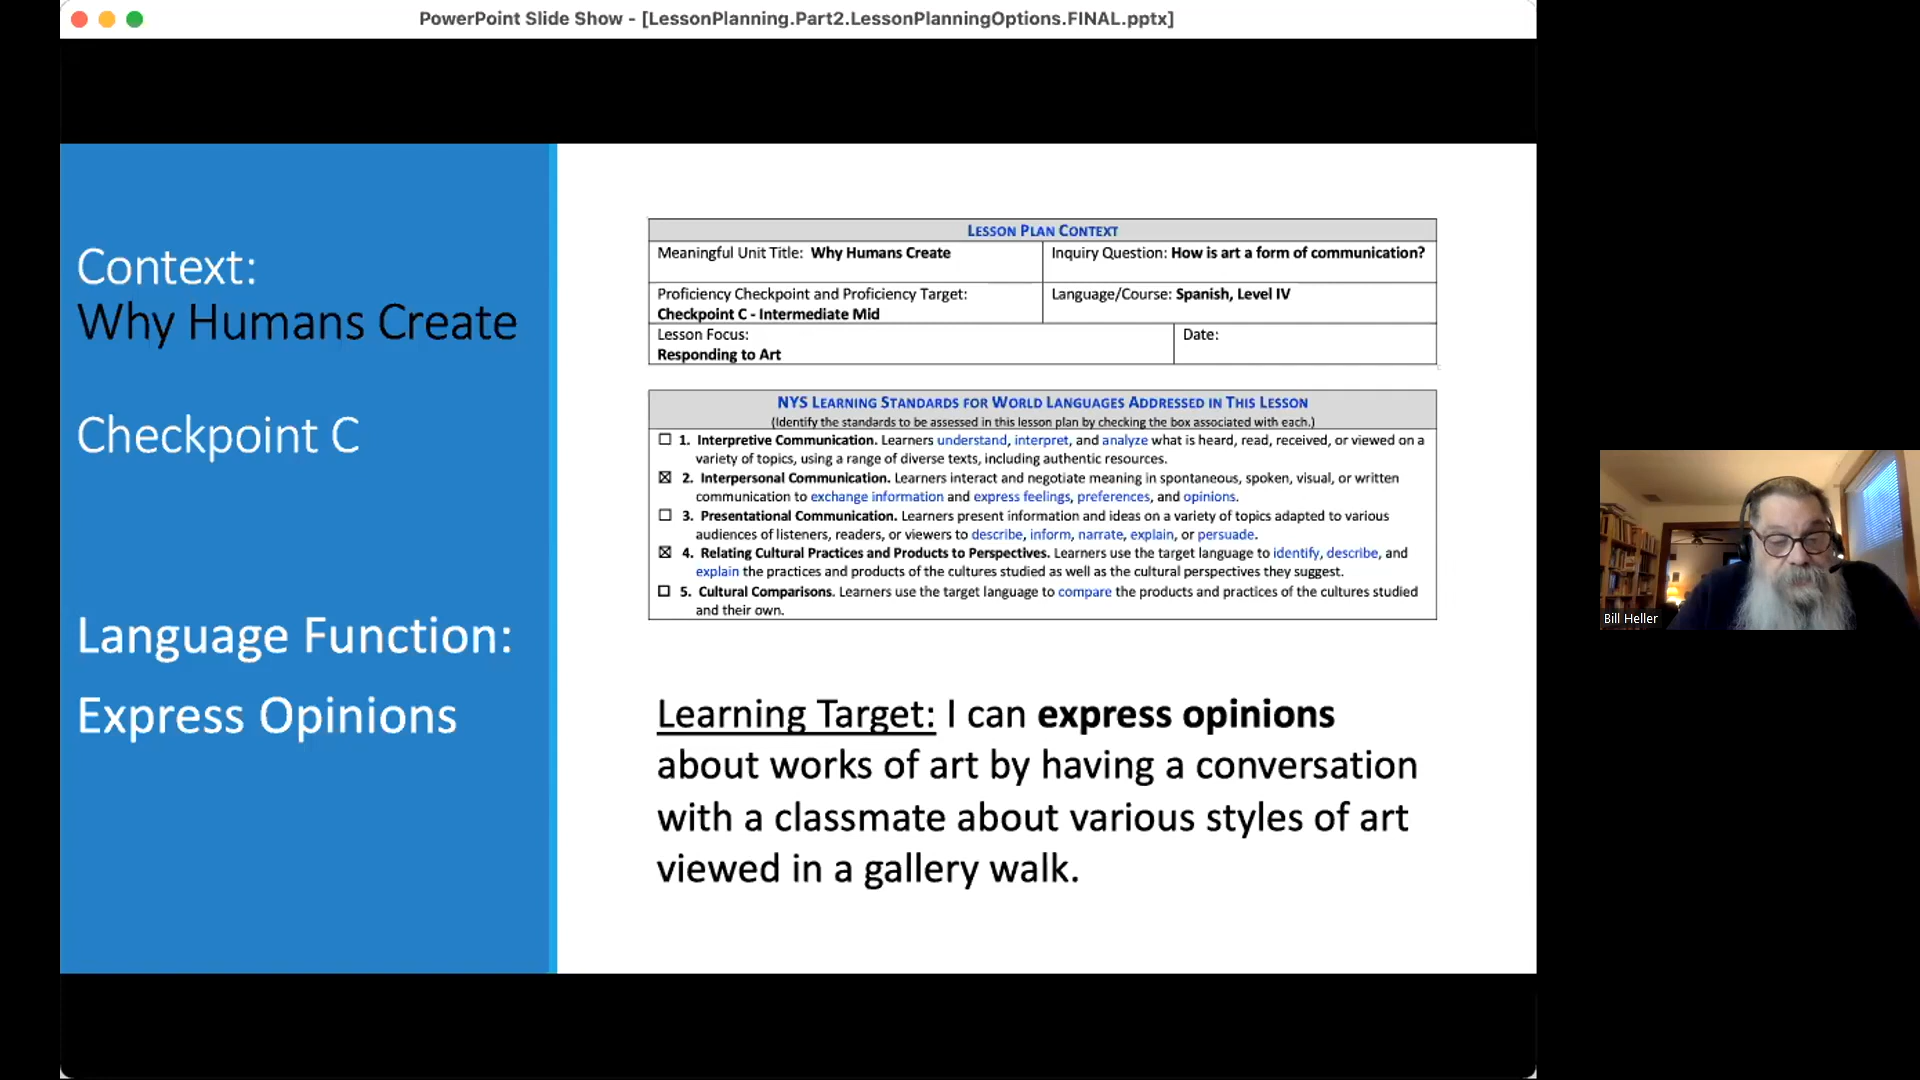 PowerPoint Slide Show - [LessonPlanning.Part2.LessonPlanningOptions.FINAL.pptx]
Context:
Why Humans Create
Checkpoint C
Language Function:
Express Opinions
LESSON PLAN CONTEXT
Meaningful Unit Title: Why Humans Create
Inquiry Question: How is art a form of communication?
Proficiency Checkpoint and Proficiency Target:
Checkpoint C - Intermediate Mid
Language/Course: Spanish, Level IV
Lesson Focus:
Responding to Art
Date:
NYS LEARNING STANDARDS FOR WORLD LANGUAGES ADDRESSED IN THIS LESSON
(Identify the standards to be assessed in this lesson plan by checking the box associated with each.)
☐ 1. Interpretive Communication. Learners understand, interpret, and analyze what is heard, read, received, or viewed on a
variety of topics, using a range of diverse texts, including authentic resources.
☒ 2. Interpersonal Communication. Learners interact and negotiate meaning in spontaneous, spoken, visual, or written
communication to exchange information and express feelings, preferences, and opinions.
☐ 3. Presentational Communication. Learners present information and ideas on a variety of topics adapted to various
audiences of listeners, readers, or viewers to describe, inform, narrate, explain, or persuade.
☒ 4. Relating Cultural Practices and Products to Perspectives. Learners use the target language to identify, describe, and
explain the practices and products of the cultures studied as well as the cultural perspectives they suggest.
☐ 5. Cultural Comparisons. Learners use the target language to compare the products and practices of the cultures studied
and their own.
Learning Target: I can express opinions
about works of art by having a conversation
with a classmate about various styles of art
viewed in a gallery walk.
Bill Heller